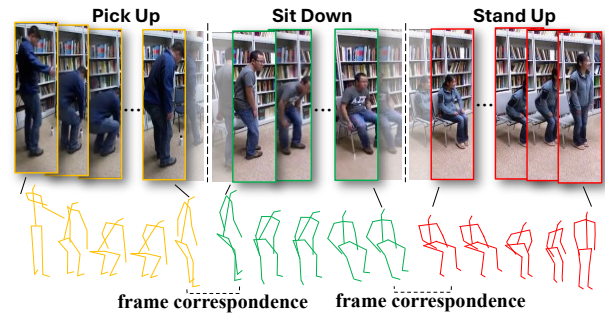 Pick Up
Sit Down
Stand Up
...
...
...
frame correspondence
frame correspondence